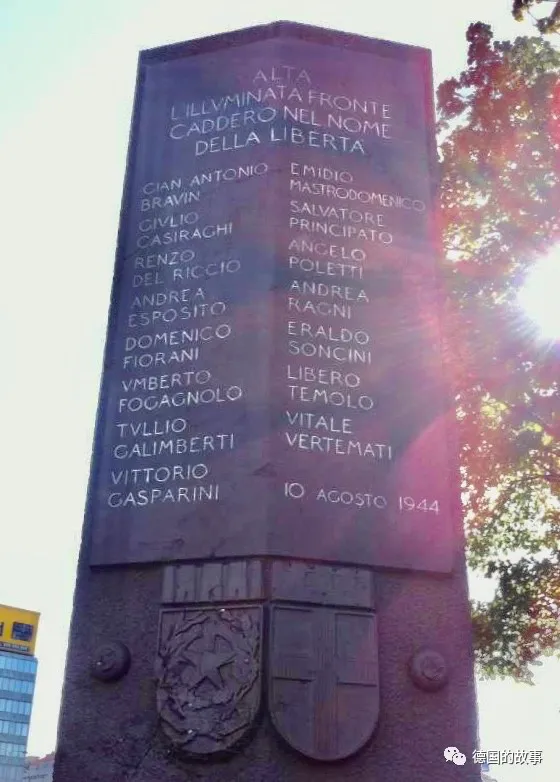 ALTA
L'ILLVMINATA FRONTE
CADDERO NEL NOME
DELLA LIBERTA
GIAN ANTONIO
BRAVIN
GIVLIO
CASIRAGHI
RENZO
DEL RICCIO
ANDREA
ESPOSITO
DOMENICO
FIORANI
VMBERTO
FOGAGNOLO
TVLLIO
GALIMBERTI
VITTORIO
GASPARINI
EMIDIO
MASTRODOMENICO
SALVATORE
PRINCIPATO
ANGELO
POLETTI
ANDREA
RAGNI
ERALDO
SONCINI
LIBERO
TEMOLO
VITALE
VERTEMATI
10 AGOSTO 1944
德国的故事